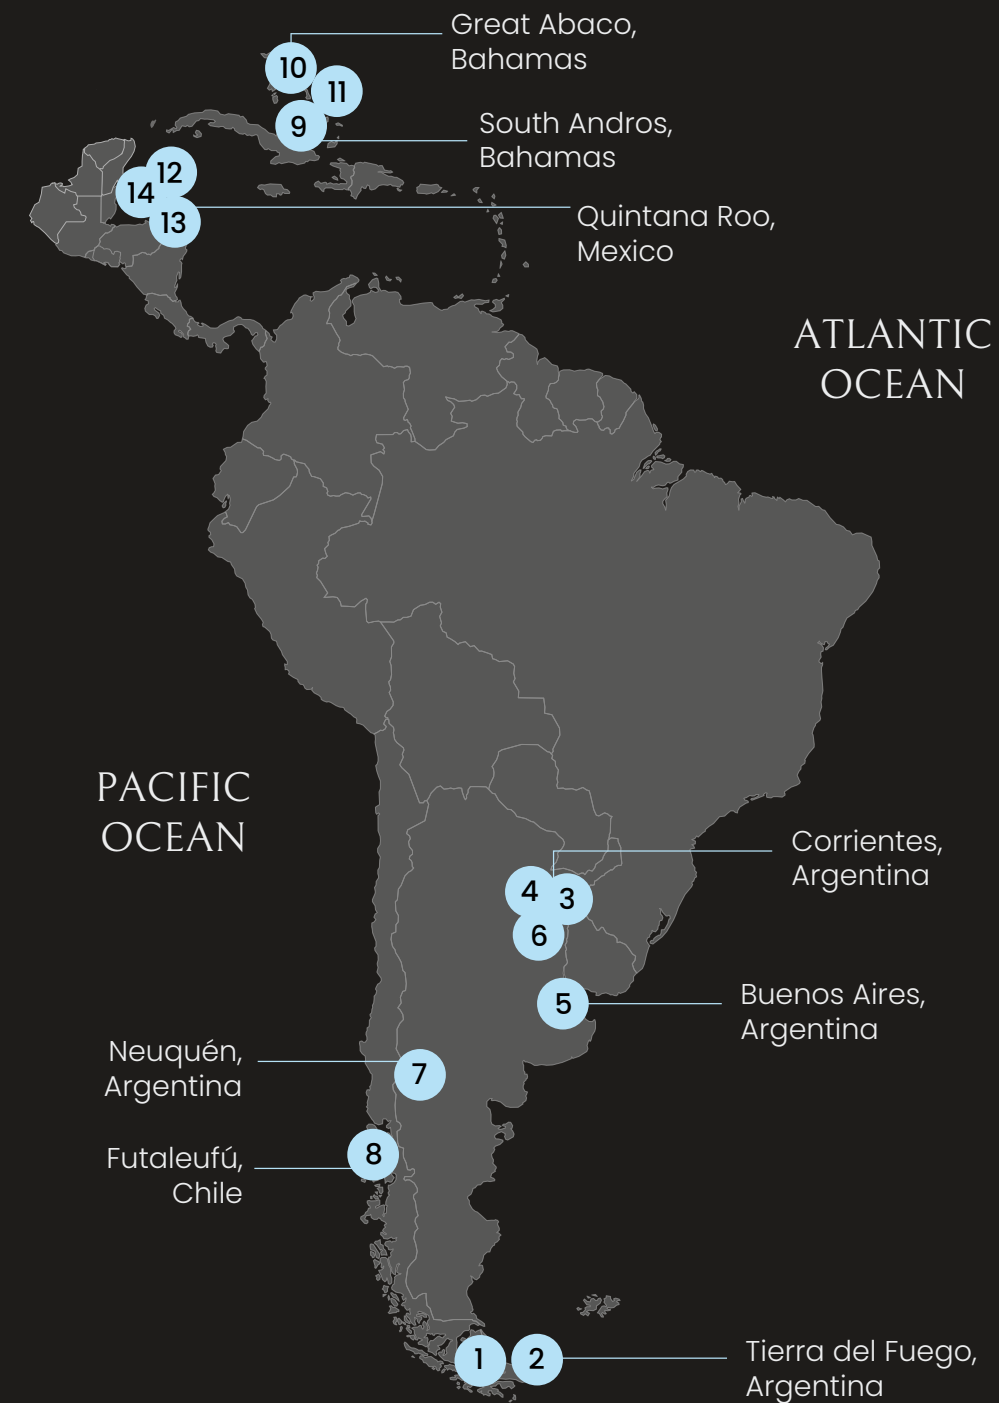 Great Abaco,
Bahamas
10
11
9
South Andros,
Bahamas
12
14
13
Quintana Roo,
Mexico
ATLANTIC
OCEAN
PACIFIC
OCEAN
Corrientes,
Argentina
4
3
6
5
Buenos Aires,
Argentina
Neuquén,
Argentina
7
8
Futaleufú,
Chile
1
2
Tierra del Fuego,
Argentina